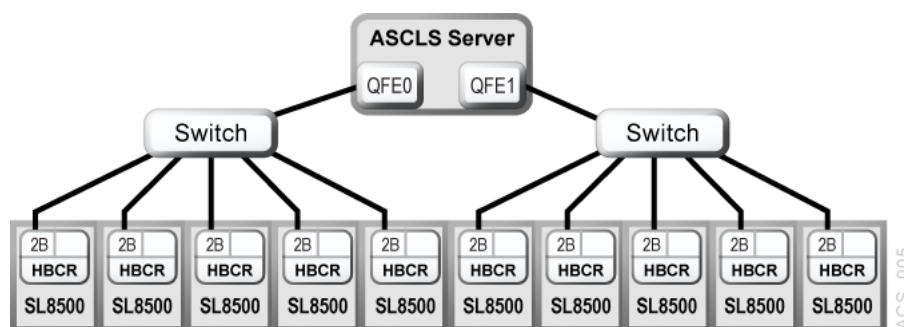 ASCLS Server
QFE0 QFE1
Switch Switch
2B 2B 2B 2B 2B 2B 2B 2B 2B 2B
HBCR HBCR HBCR HBCR HBCR HBCR HBCR HBCR HBCR HBCR
SL8500 SL8500 SL8500 SL8500 SL8500 SL8500 SL8500 SL8500 SL8500 SL8500
ACS_005